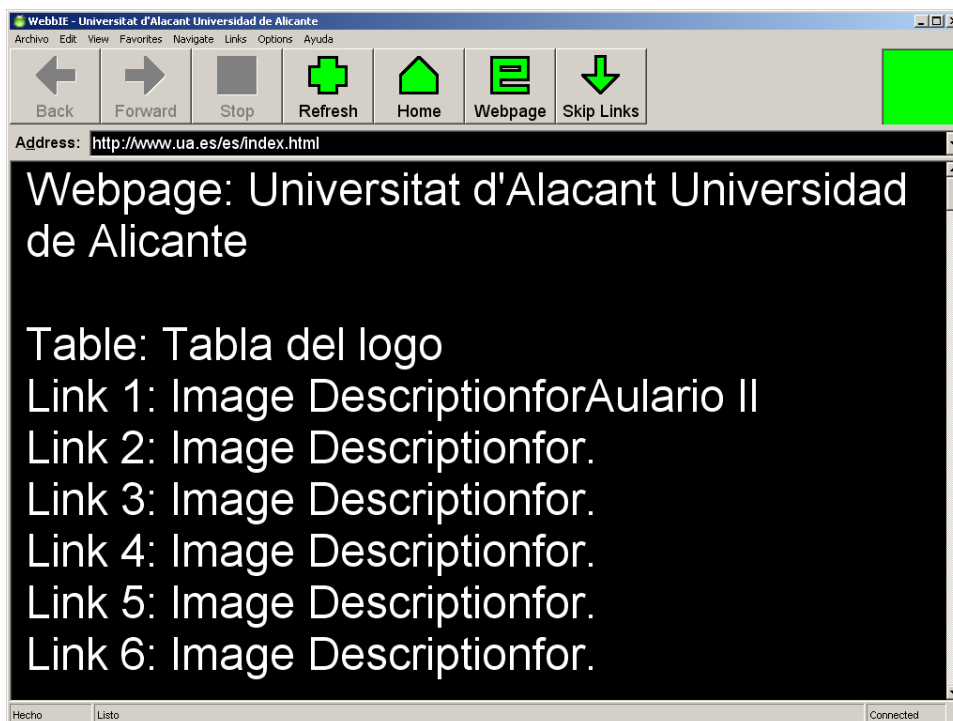 WebbIE - Universitat d'Alacant Universidad de Alicante
Archivo Edit View Favorites Navigate Links Options Ayuda
Back Forward Stop Refresh Home Webpage Skip Links
Address: http://www.ua.es/es/index.html
Webpage: Universitat d'Alacant Universidad
de Alicante
Table: Tabla del logo
Link 1: Image DescriptionforAulario II
Link 2: Image Descriptionfor.
Link 3: Image Descriptionfor.
Link 4: Image Descriptionfor.
Link 5: Image Descriptionfor.
Link 6: Image Descriptionfor.
Hecho Listo Connected